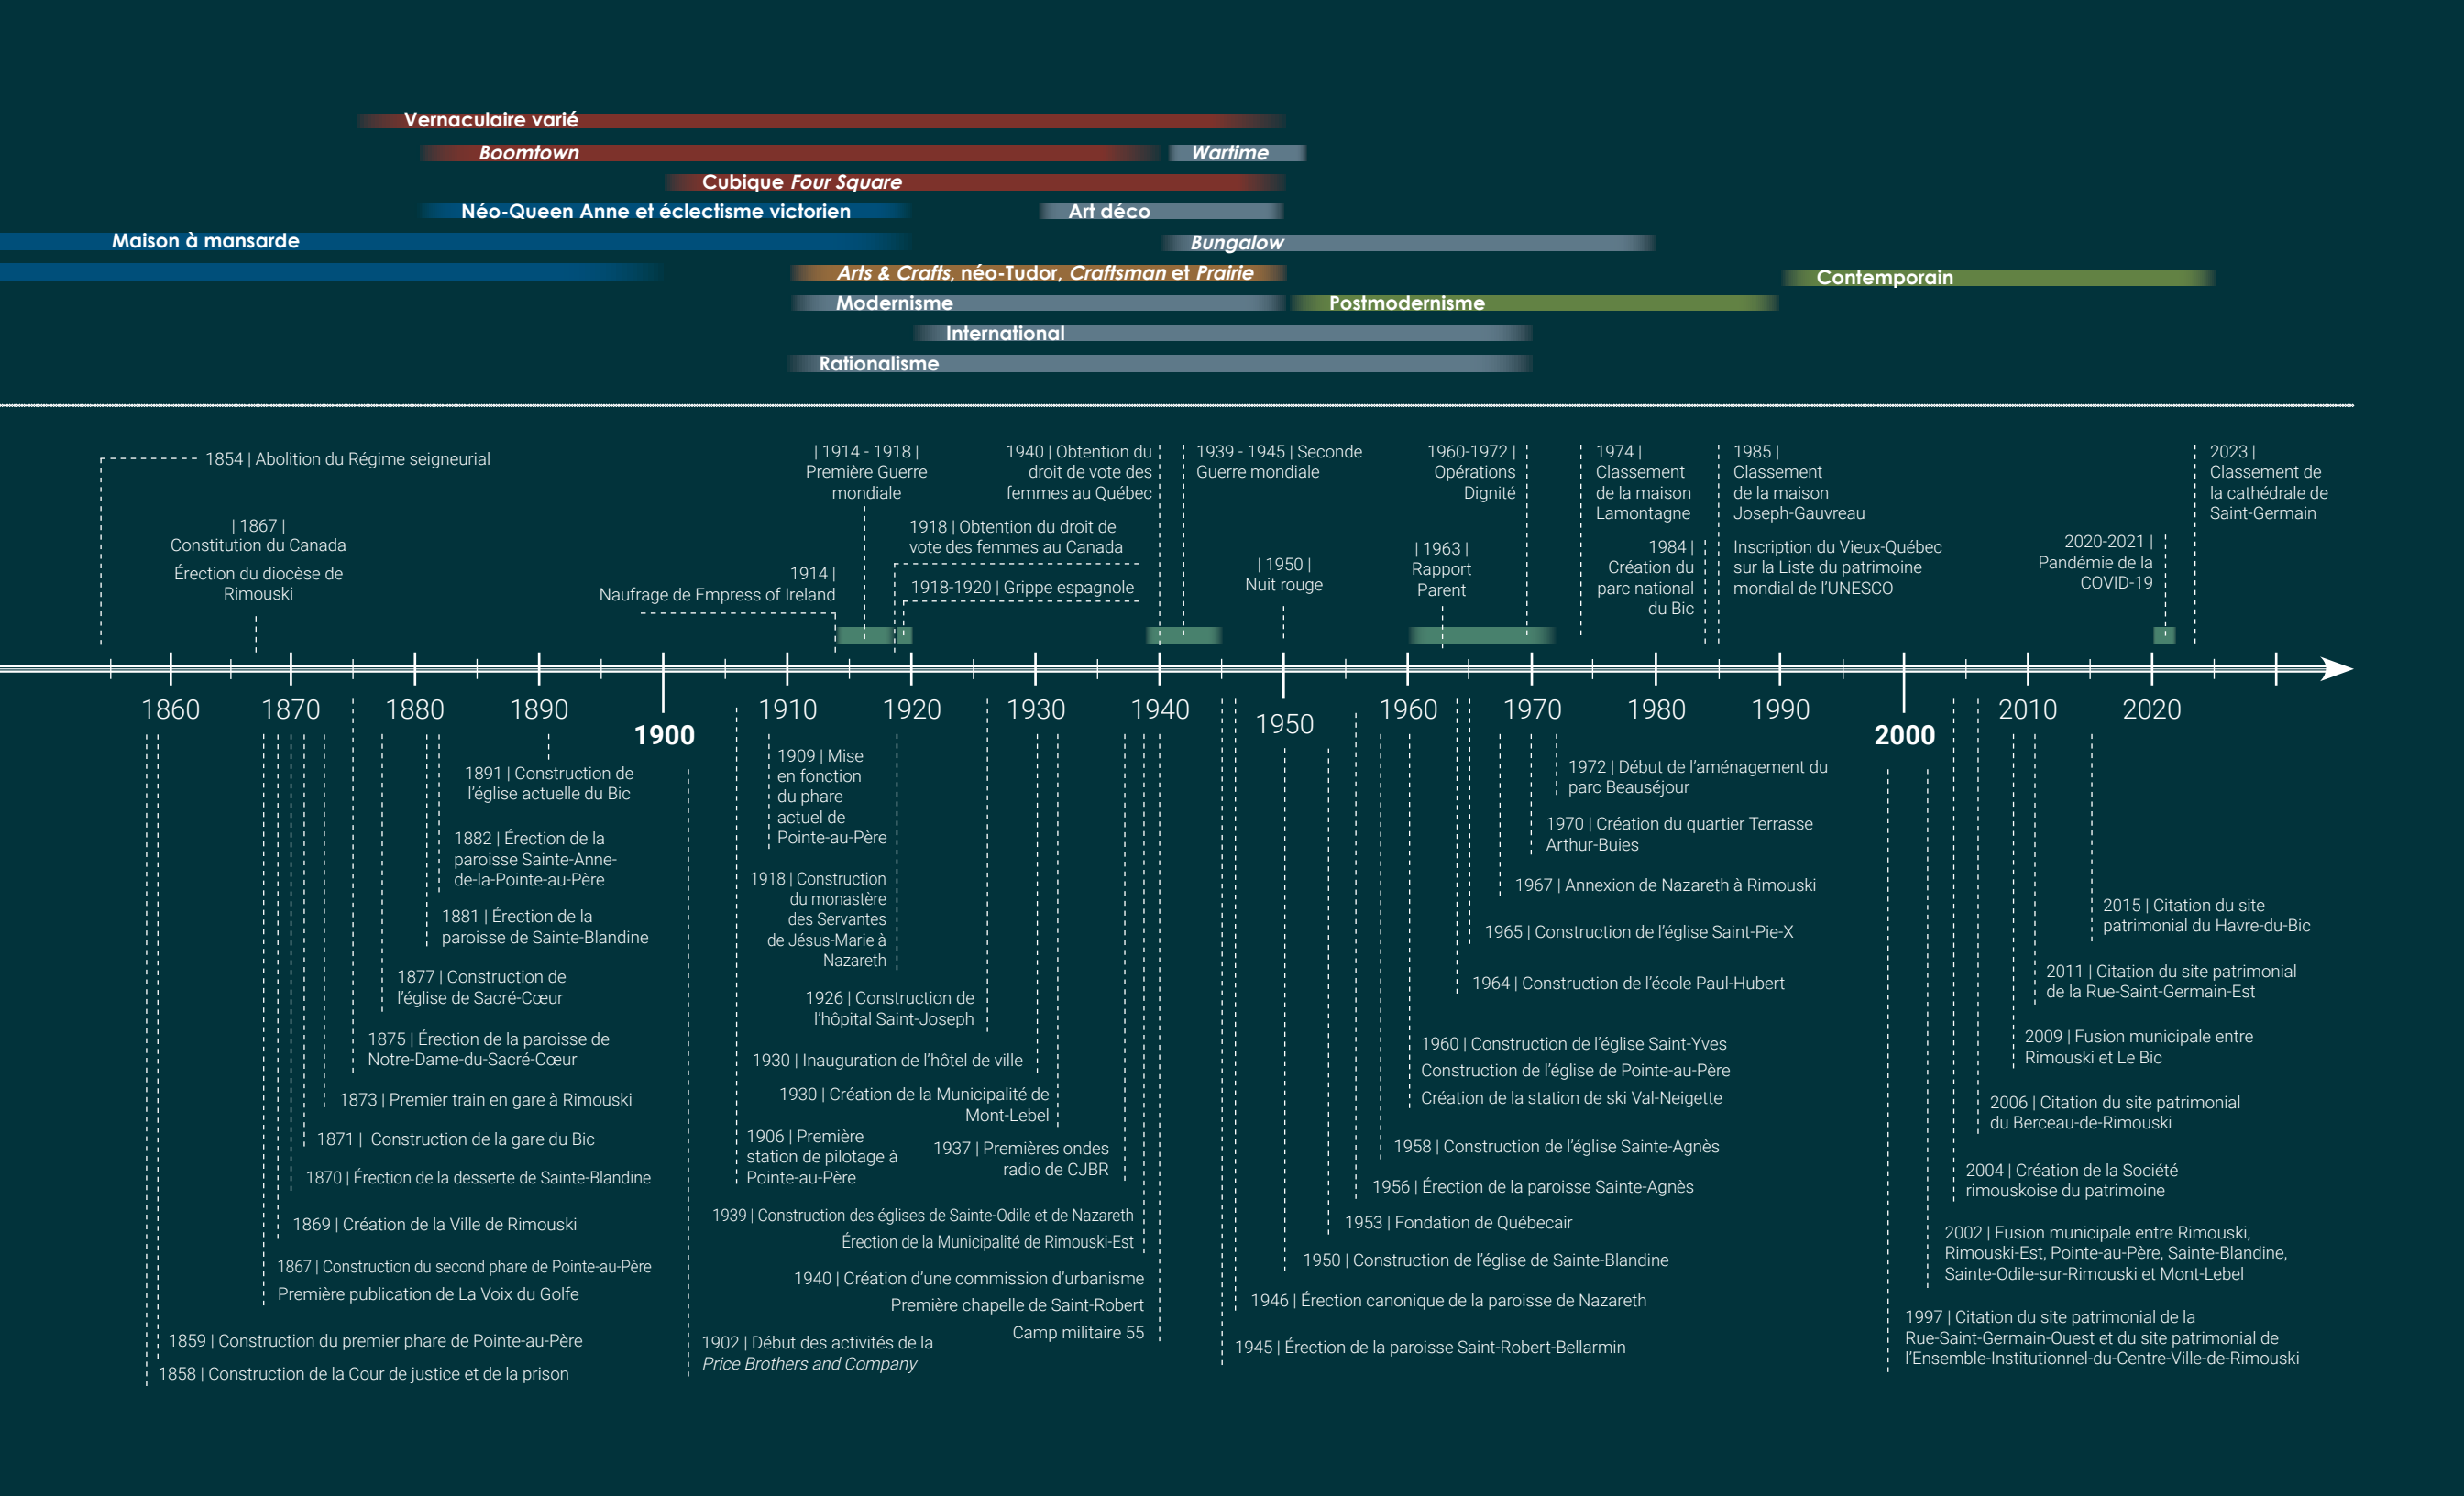 Vernaculaire varié
Boomtown
Wartime
Cubique Four Square
Néo-Queen Anne et éclectisme victorien
Art déco
Maison à mansarde
Bungalow
Arts & Crafts, néo-Tudor, Craftsman et Prairie
Contemporain
Modernisme
Postmodernisme
International
Rationalisme
1854 | Abolition du Régime seigneurial
| 1867 |
Constitution du Canada
Érection du diocèse de
Rimouski
1914 |
Naufrage de Empress of Ireland
| 1914 - 1918 |
Première Guerre
mondiale
1918 | Obtention du droit de
vote des femmes au Canada
1918-1920 | Grippe espagnole
1940 | Obtention du
droit de vote des
femmes au Québec
1939 - 1945 | Seconde
Guerre mondiale
| 1950 |
Nuit rouge
1960-1972 |
Opérations
Dignité
| 1963 |
Rapport
Parent
1974 |
Classement
de la maison
Lamontagne
1984 |
Création du
parc national
du Bic
1985 |
Classement
de la maison
Joseph-Gauvreau
Inscription du Vieux-Québec
sur la Liste du patrimoine
mondial de l’UNESCO
2020-2021 |
Pandémie de la
COVID-19
2023 |
Classement de
la cathédrale de
Saint-Germain
1860
1870
1880
1890
1900
1910
1920
1930
1940
1950
1960
1970
1980
1990
2000
2010
2020
1891 | Construction de
l’église actuelle du Bic
1882 | Érection de la
paroisse Sainte-Anne-
de-la-Pointe-au-Père
1881 | Érection de la
paroisse de Sainte-Blandine
1877 | Construction de
l’église de Sacré-Cœur
1875 | Érection de la paroisse de
Notre-Dame-du-Sacré-Cœur
1873 | Premier train en gare à Rimouski
1871 | Construction de la gare du Bic
1870 | Érection de la desserte de Sainte-Blandine
1869 | Création de la Ville de Rimouski
1867 | Construction du second phare de Pointe-au-Père
Première publication de La Voix du Golfe
1859 | Construction du premier phare de Pointe-au-Père
1858 | Construction de la Cour de justice et de la prison
1909 | Mise
en fonction
du phare
actuel de
Pointe-au-Père
1918 | Construction
du monastère
des Servantes
de Jésus-Marie à
Nazareth
1926 | Construction de
l’hôpital Saint-Joseph
1930 | Inauguration de l’hôtel de ville
1930 | Création de la Municipalité de
Mont-Lebel
1906 | Première
station de pilotage à
Pointe-au-Père
1937 | Premières ondes
radio de CJBR
1939 | Construction des églises de Sainte-Odile et de Nazareth
Érection de la Municipalité de Rimouski-Est
1940 | Création d’une commission d’urbanisme
Première chapelle de Saint-Robert
Camp militaire 55
1902 | Début des activités de la
Price Brothers and Company
1972 | Début de l’aménagement du
parc Beauséjour
1970 | Création du quartier Terrasse
Arthur-Buies
1967 | Annexion de Nazareth à Rimouski
1965 | Construction de l’église Saint-Pie-X
1964 | Construction de l’école Paul-Hubert
1960 | Construction de l’église Saint-Yves
Construction de l’église de Pointe-au-Père
Création de la station de ski Val-Neigette
1958 | Construction de l’église Sainte-Agnès
1956 | Érection de la paroisse Sainte-Agnès
1953 | Fondation de Québecair
1950 | Construction de l’église de Sainte-Blandine
1946 | Érection canonique de la paroisse de Nazareth
1945 | Érection de la paroisse Saint-Robert-Bellarmin
2015 | Citation du site
patrimonial du Havre-du-Bic
2011 | Citation du site patrimonial
de la Rue-Saint-Germain-Est
2009 | Fusion municipale entre
Rimouski et Le Bic
2006 | Citation du site patrimonial
du Berceau-de-Rimouski
2004 | Création de la Société
rimouskoise du patrimoine
2002 | Fusion municipale entre Rimouski,
Rimouski-Est, Pointe-au-Père, Sainte-Blandine,
Sainte-Odile-sur-Rimouski et Mont-Lebel
1997 | Citation du site patrimonial de la
Rue-Saint-Germain-Ouest et du site patrimonial de
l’Ensemble-Institutionnel-du-Centre-Ville-de-Rimouski